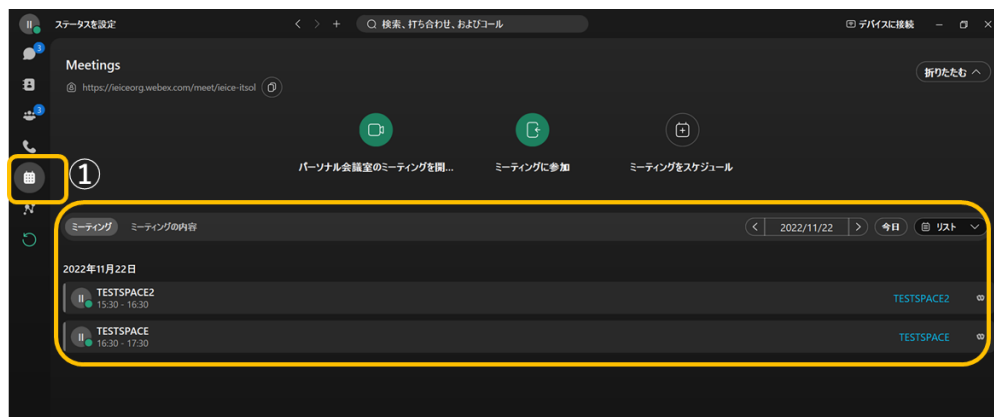 ステータスを設定
検索、打ち合わせ、およびコール
デバイスに接続
3
Meetings
https://ieiceorg.webex.com/meet/ieice-itsol
折りたたむ
3
パーソナル会議室のミーティングを開...
ミーティングに参加
ミーティングをスケジュール
①
ミーティング
ミーティングの内容
2022/11/22
今日
リスト
2022年11月22日
TESTSPACE2
15:30 - 16:30
TESTSPACE2
TESTSPACE
16:30 - 17:30
TESTSPACE